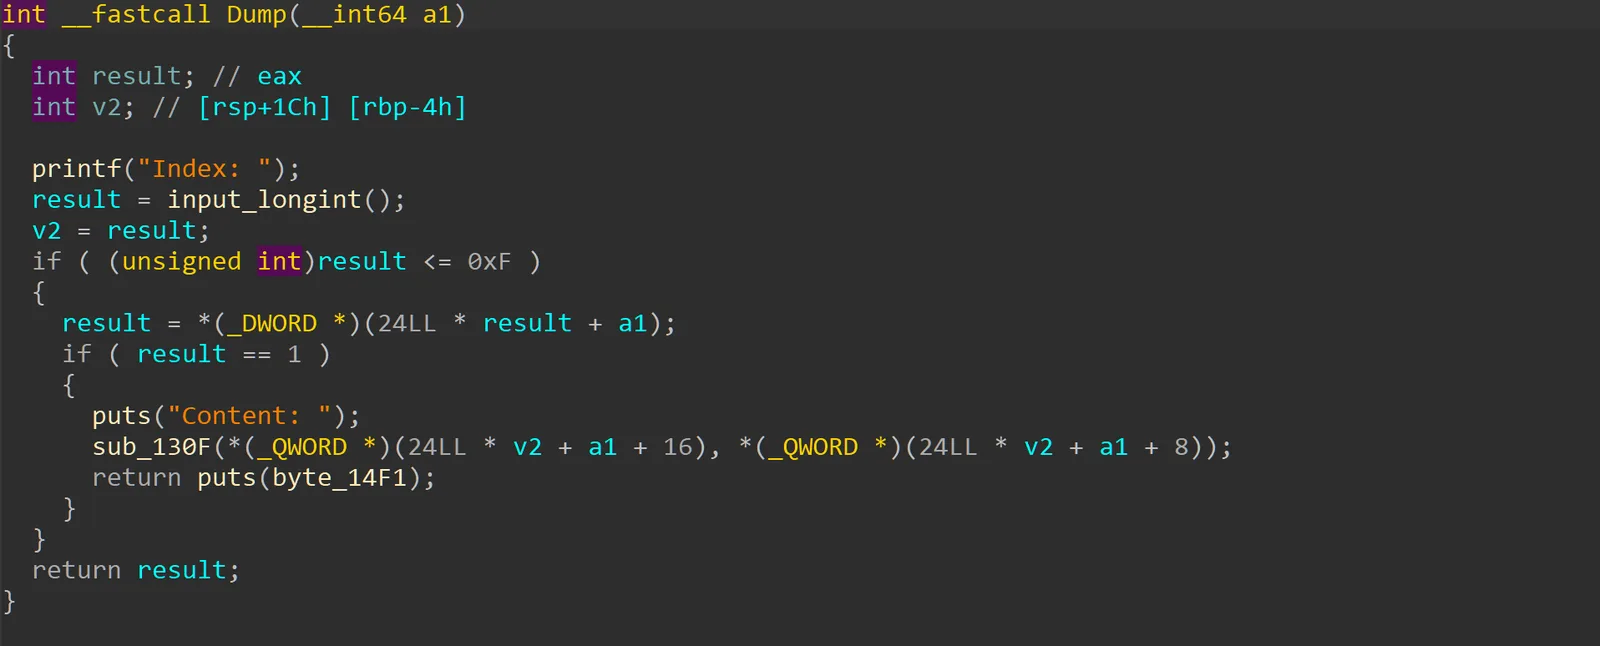 int __fastcall Dump(__int64 a1)
{
  int result; // eax
  int v2; // [rsp+1Ch] [rbp-4h]

  printf("Index: ");
  result = input_longint();
  v2 = result;
  if ( (unsigned int)result <= 0xF )
  {
    result = *(_DWORD *)(24LL * result + a1);
    if ( result == 1 )
    {
      puts("Content: ");
      sub_130F(*(_QWORD *)(24LL * v2 + a1 + 16), *(_QWORD *)(24LL * v2 + a1 + 8));
      return puts(byte_14F1);
    }
  }
  return result;
}